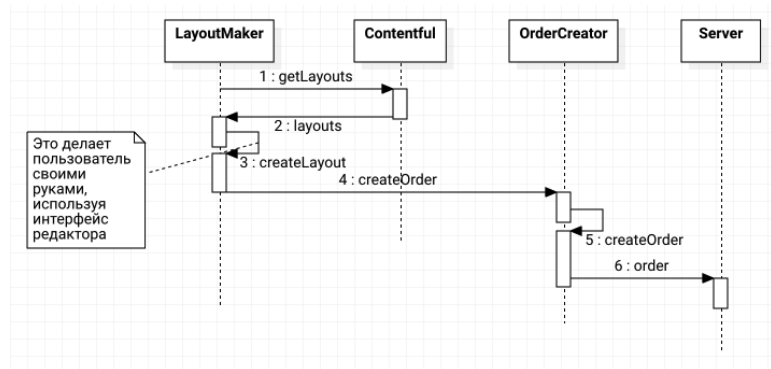 LayoutMaker
Contentful
OrderCreator
Server
1 : getLayouts
2 : layouts
Это делает
пользователь
своими
руками,
используя
интерфейс
редактора
3 : createLayout
4 : createOrder
5 : createOrder
6 : order